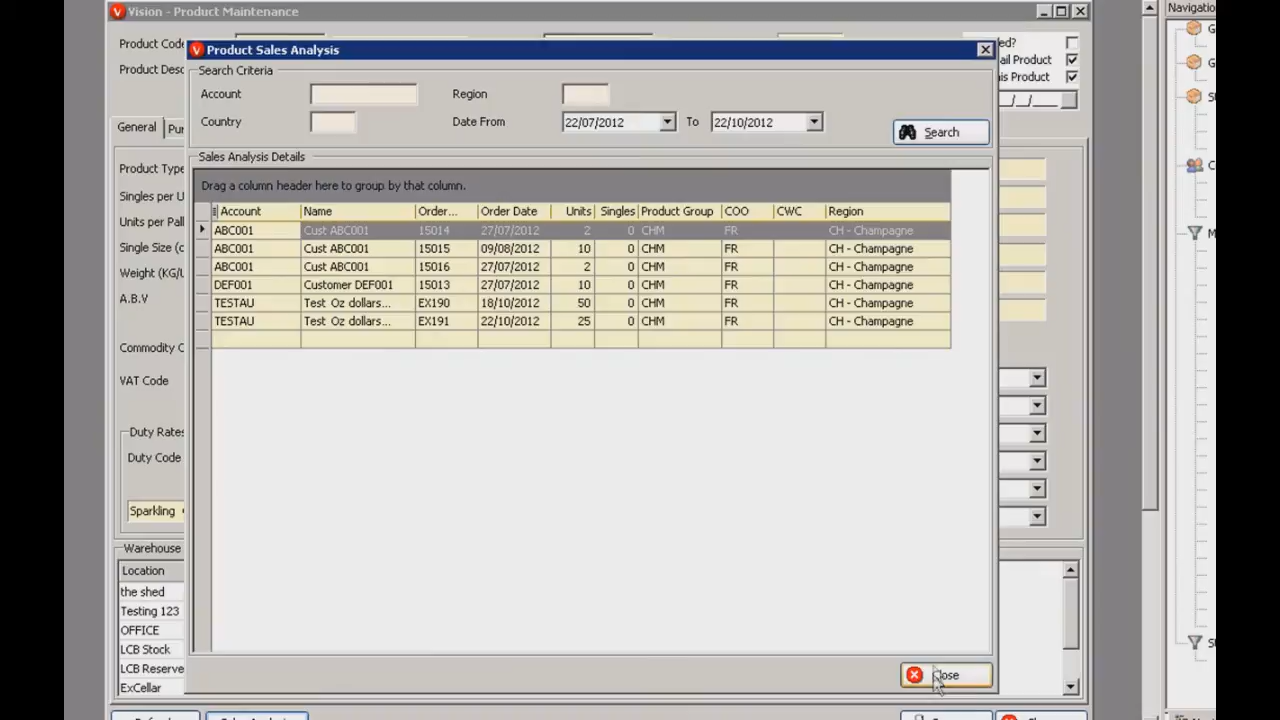 Vision - Product Maintenance
Navigation
Product Code
Product Sales Analysis
Search Criteria
Product
Account
Region
Country
Date From
22/07/2012
To
22/10/2012
Search
General
Sales Analysis Details
Drag a column header here to group by that column.
Account Name Order... Order Date Units Singles Product Group COO CWC Region
ABC001 Cust ABC001 15014 27/07/2012 2 0 CHM FR CH - Champagne
ABC001 Cust ABC001 15015 09/08/2012 10 0 CHM FR CH - Champagne
ABC001 Cust ABC001 15016 27/07/2012 2 0 CHM FR CH - Champagne
DEF001 Customer DEF001 15013 27/07/2012 10 0 CHM FR CH - Champagne
TESTAU Test Oz dollars... EX190 18/10/2012 50 0 CHM FR CH - Champagne
TESTAU Test Oz dollars... EX191 22/10/2012 25 0 CHM FR CH - Champagne
Product Type
Singles per
Units per
Single Size
Weight
A.B.V
Commodity
VAT Code
Duty Rates
Duty Code
Sparkling
Warehouse
Location
the shed
Testing 123
OFFICE
LCB Stock
LCB Reserve
ExCellar
Close